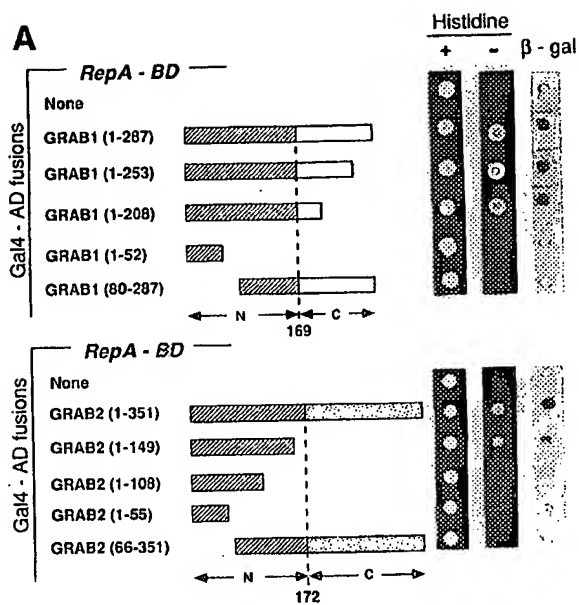 A
Histidine
+ - β - gal
RepA - BD
Gal4 - AD fusions
None
GRAB1 (1-287)
GRAB1 (1-253)
GRAB1 (1-208)
GRAB1 (1-52)
GRAB1 (80-287)
N C
169
RepA - BD
Gal4 - AD fusions
None
GRAB2 (1-351)
GRAB2 (1-149)
GRAB2 (1-108)
GRAB2 (1-55)
GRAB2 (66-351)
N C
172